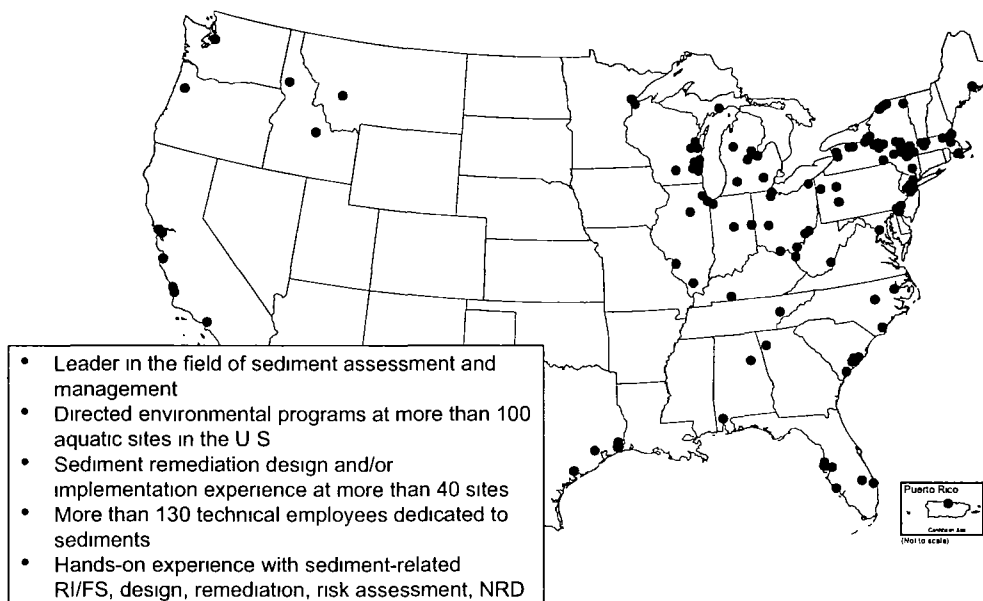 • Leader in the field of sediment assessment and
management
• Directed environmental programs at more than 100
aquatic sites in the U S
• Sediment remediation design and/or
implementation experience at more than 40 sites
• More than 130 technical employees dedicated to
sediments
• Hands-on experience with sediment-related
RI/FS, design, remediation, risk assessment, NRD
Puerto Rico
Caribbean Sea
(Not to scale)